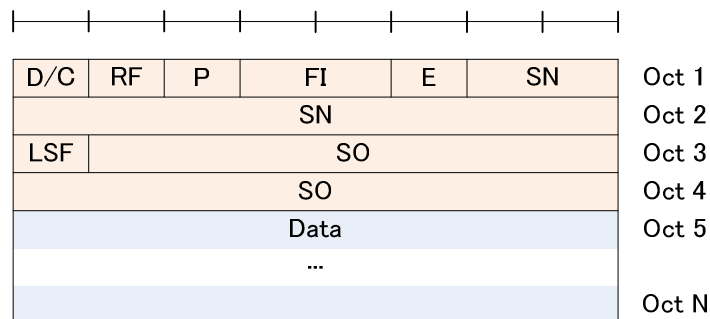 D/C RF P FI E SN Oct 1
SN Oct 2
LSF SO Oct 3
SO Oct 4
Data Oct 5
...
Oct N